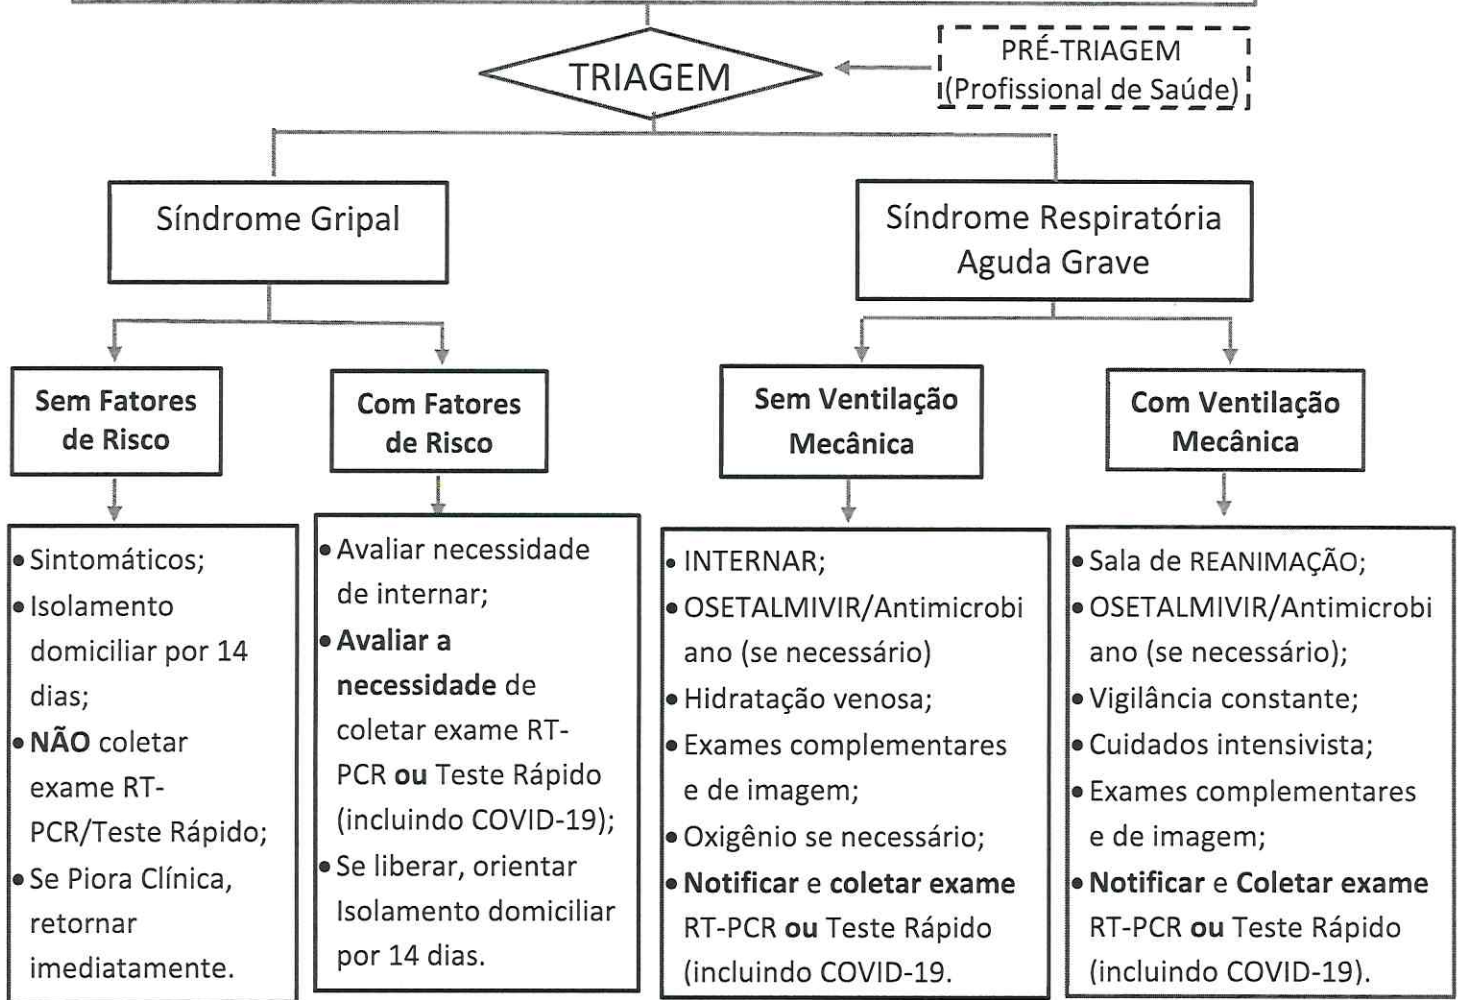 TRIAGEM
PRÉ-TRIAGEM
(Profissional de Saúde)
Síndrome Gripal
Síndrome Respiratória
Aguda Grave
Sem Fatores
de Risco
Com Fatores
de Risco
Sem Ventilação
Mecânica
Com Ventilação
Mecânica
• Sintomáticos;
• Isolamento
domiciliar por 14
dias;
• NÃO coletar
exame RT-
PCR/Teste Rápido;
• Se Piora Clínica,
retornar
imediatamente.
• Avaliar necessidade
de internar;
• Avaliar a
necessidade de
coletar exame RT-
PCR ou Teste Rápido
(incluindo COVID-19);
• Se liberar, orientar
Isolamento domiciliar
por 14 dias.
• INTERNAR;
• OSETALMIVIR/Antimicrobi
ano (se necessário)
• Hidratação venosa;
• Exames complementares
e de imagem;
• Oxigênio se necessário;
• Notificar e coletar exame
RT-PCR ou Teste Rápido
(incluindo COVID-19.
• Sala de REANIMAÇÃO;
• OSETALMIVIR/Antimicrobi
ano (se necessário);
• Vigilância constante;
• Cuidados intensivista;
• Exames complementares
e de imagem;
• Notificar e Coletar exame
RT-PCR ou Teste Rápido
(incluindo COVID-19).